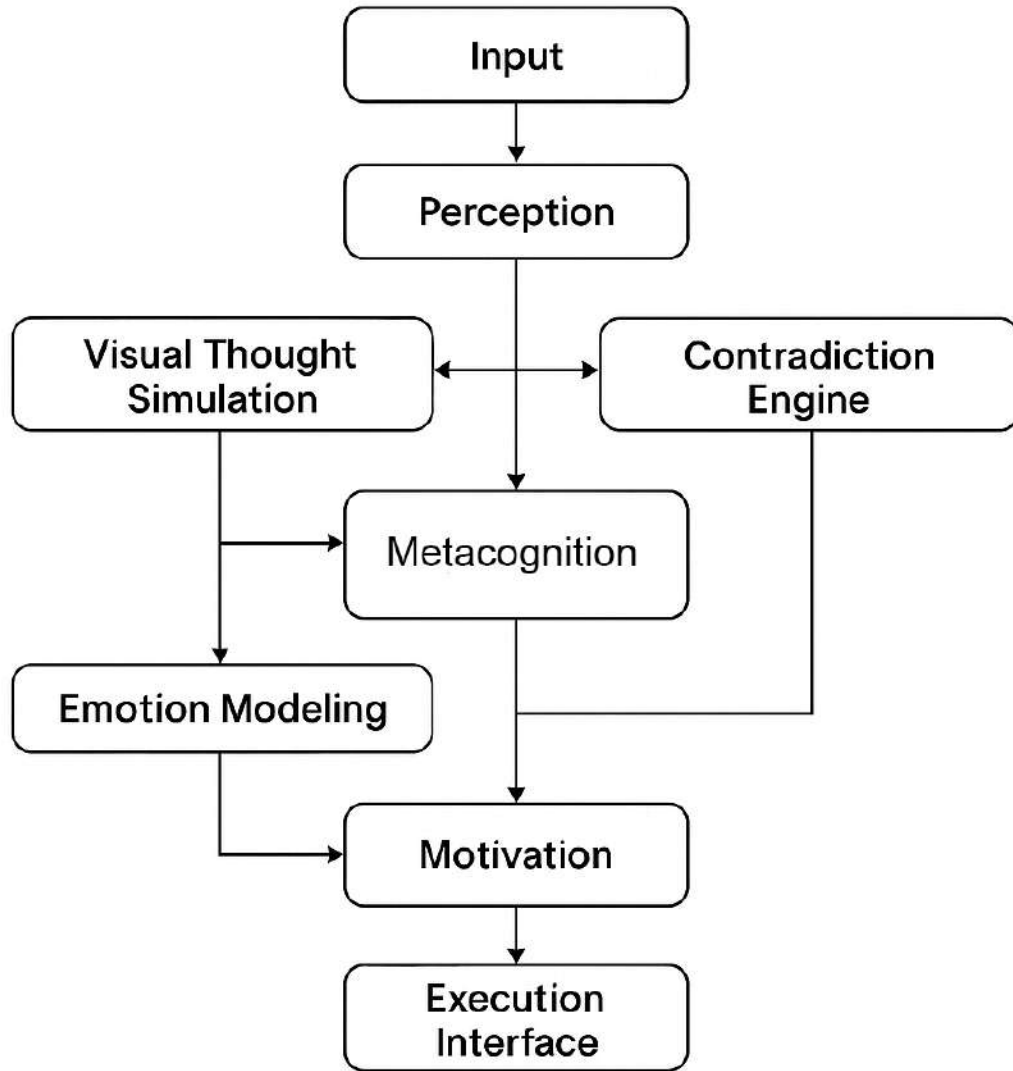 Input
Perception
Visual Thought
Simulation
Contradiction
Engine
Metacognition
Emotion Modeling
Motivation
Execution
Interface